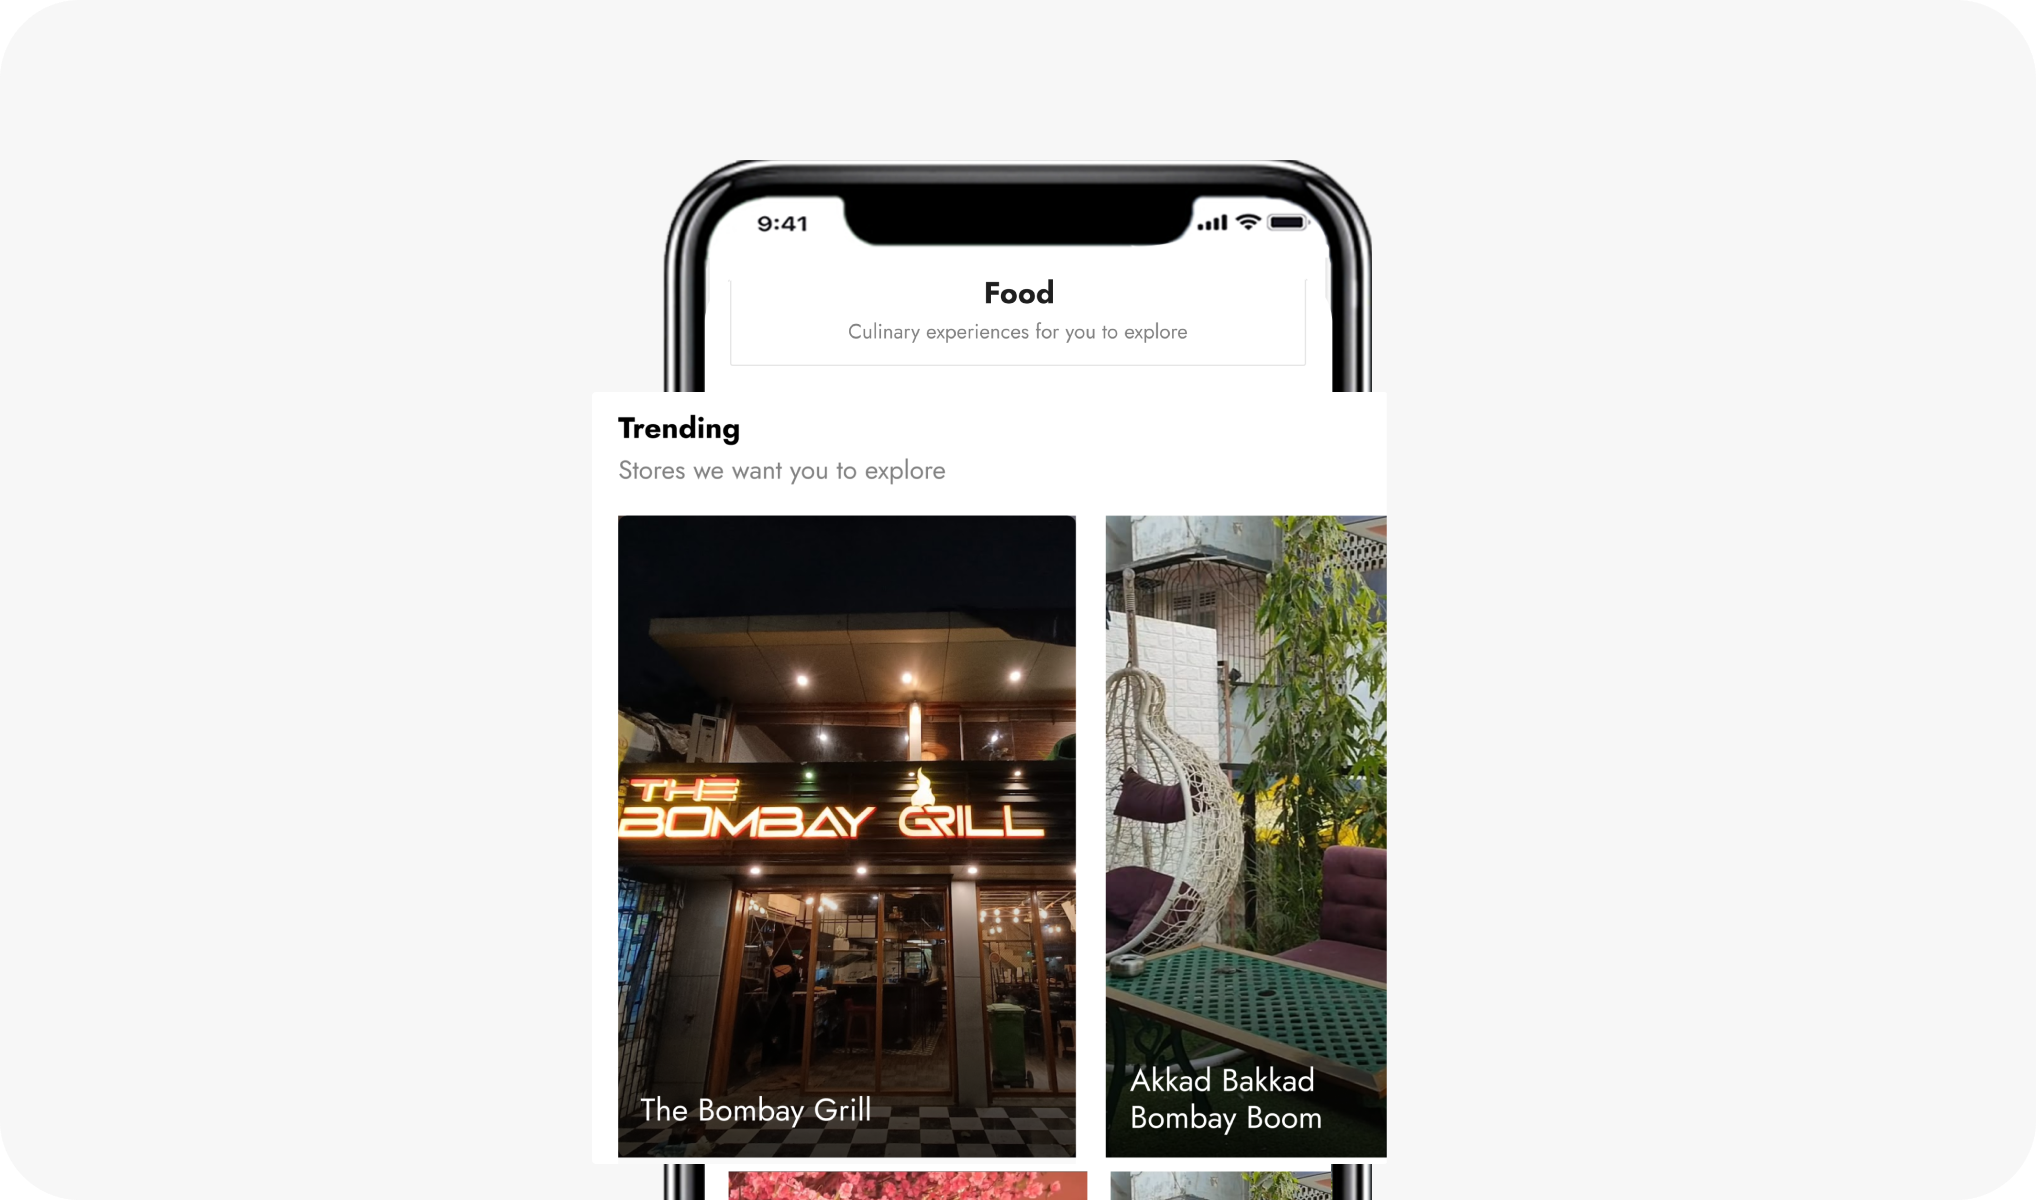 9:41
Food
Culinary experiences for you to explore
Trending
Stores we want you to explore
THE
BOMBAY GRILL
The Bombay Grill
Akkad Bakkad
Bombay Boom